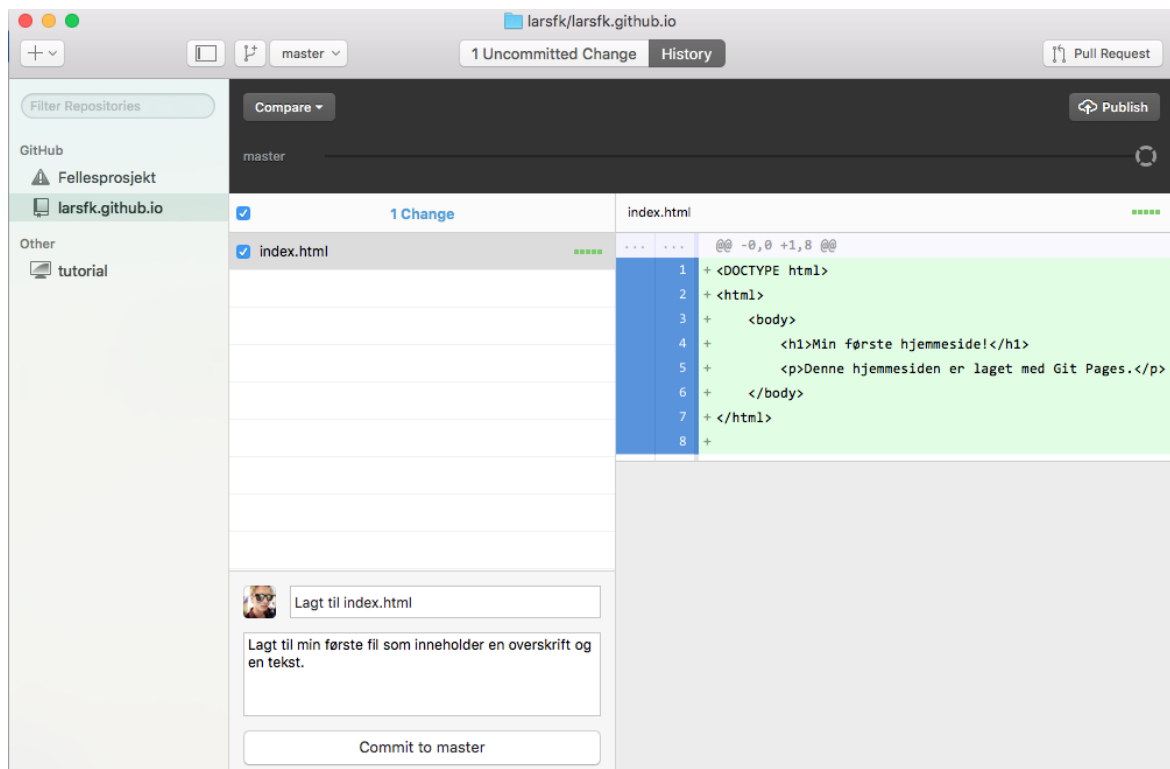 larsfk/larsfk.github.io
master
1 Uncommitted Change
History
Pull Request
Filter Repositories
GitHub
Fellesprosjekt
larsfk.github.io
Other
tutorial
Compare
Publish
master
1 Change
index.html
Lagt til index.html
Lagt til min første fil som inneholder en overskrift og
en tekst.
Commit to master
index.html
... ... @@ -0,0 +1,8 @@
1 + <DOCTYPE html>
2 + <html>
3 +     <body>
4 +         <h1>Min første hjemmeside!</h1>
5 +         <p>Denne hjemmesiden er laget med Git Pages.</p>
6 +     </body>
7 + </html>
8 +